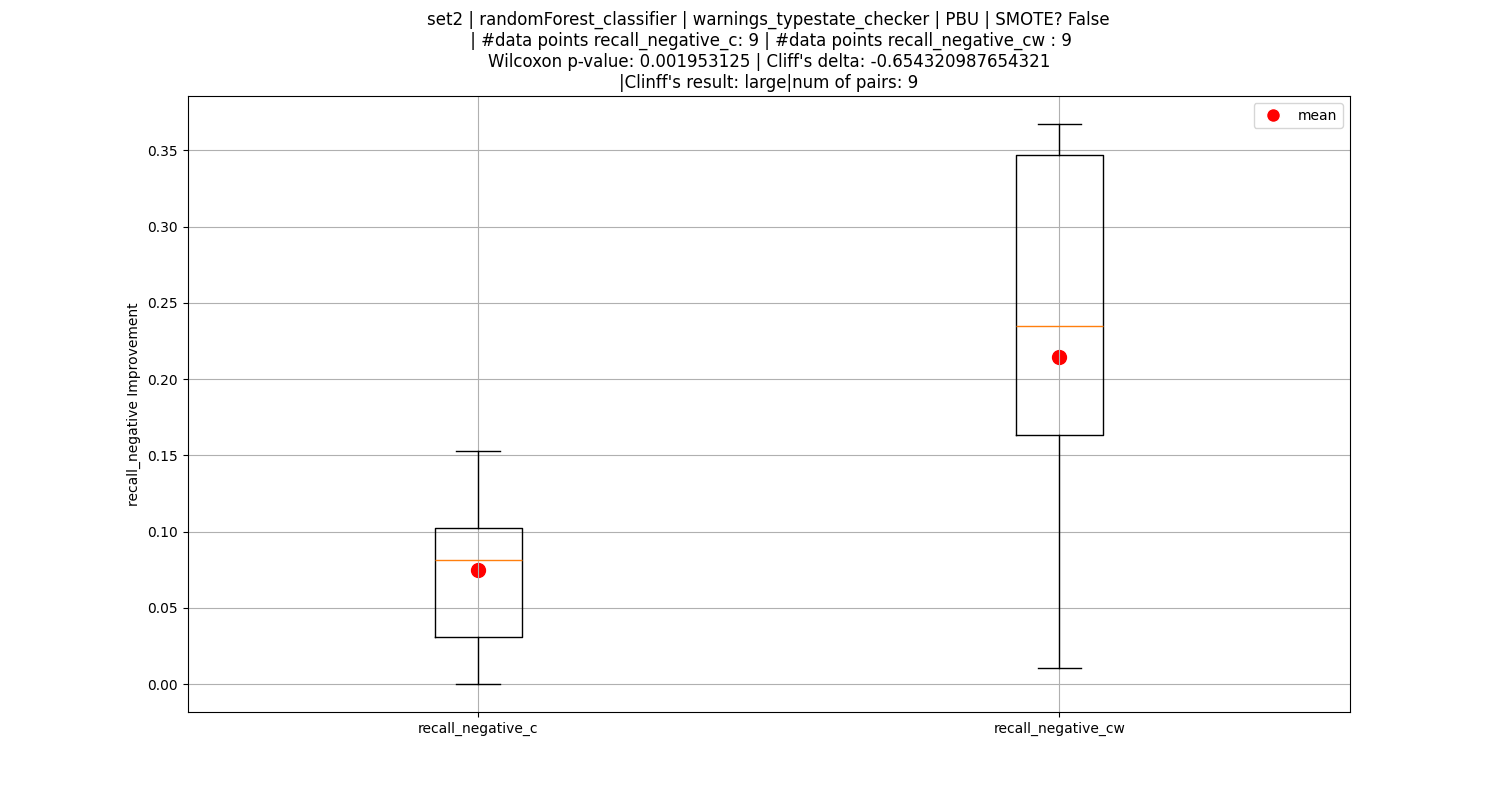 set2 | randomForest_classifier | warnings_typestate_checker | PBU | SMOTE? False
| #data points recall_negative_c: 9 | #data points recall_negative_cw : 9
Wilcoxon p-value: 0.001953125 | Cliff's delta: -0.654320987654321
|Clinff's result: large|num of pairs: 9
mean
0.35
0.30
0.25
0.20
0.15
0.10
0.05
0.00
recall_negative Improvement
recall_negative_c
recall_negative_cw